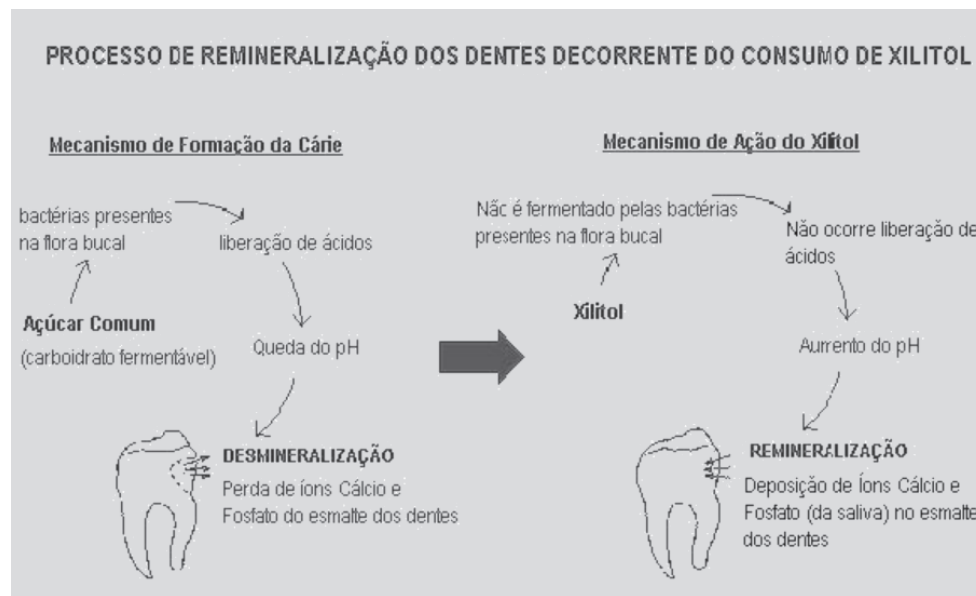 PROCESSO DE REMINERALIZAÇÃO DOS DENTES DECORRENTE DO CONSUMO DE XILITOL
Mecanismo de Formação da Cárie
bactérias presentes
na flora bucal
liberação de ácidos
Açúcar Comum
(carboidrato fermentável)
Queda do pH
DESMINERALIZAÇÃO
Perda de íons Cálcio e
Fosfato do esmalte dos dentes
Mecanismo de Ação do Xilitol
Não é fermentado pelas bactérias
presentes na flora bucal
Não ocorre liberação de
ácidos
Xilitol
Aumento do pH
REMINERALIZAÇÃO
Deposição de Íons Cálcio e
Fosfato (da saliva) no esmalte
dos dentes